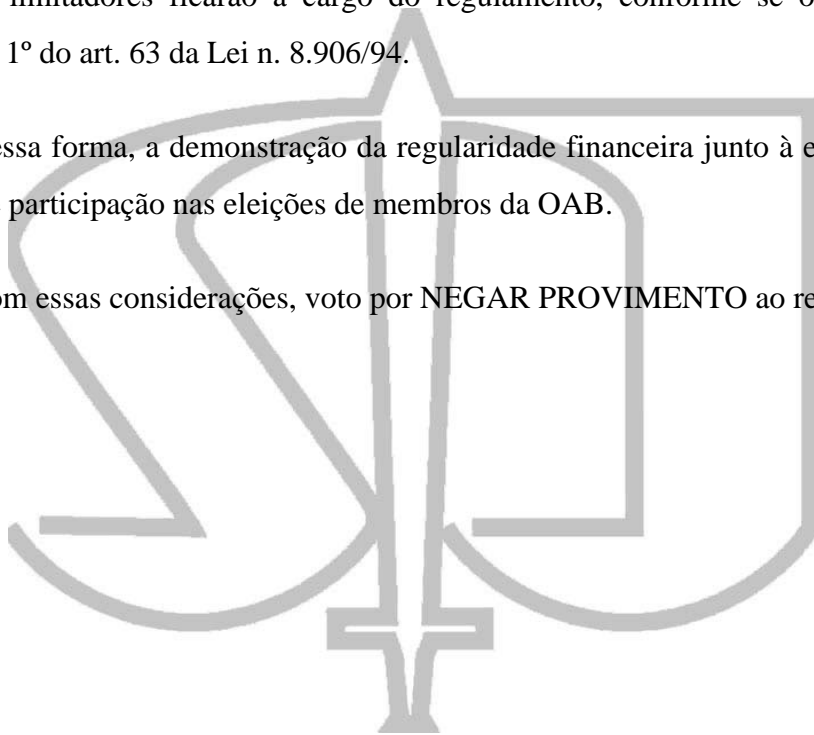 limitadores ficarão a cargo do regulamento, conforme se o
1º do art. 63 da Lei n. 8.906/94.
essa forma, a demonstração da regularidade financeira junto à e
participação nas eleições de membros da OAB.
om essas considerações, voto por NEGAR PROVIMENTO ao re